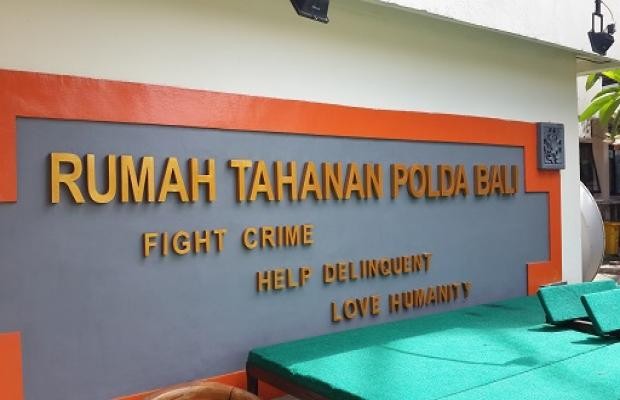 RUMAH TAHANAN POLDA BALI
FIGHT CRIME
HELP DELINQUENT
LOVE HUMANITY